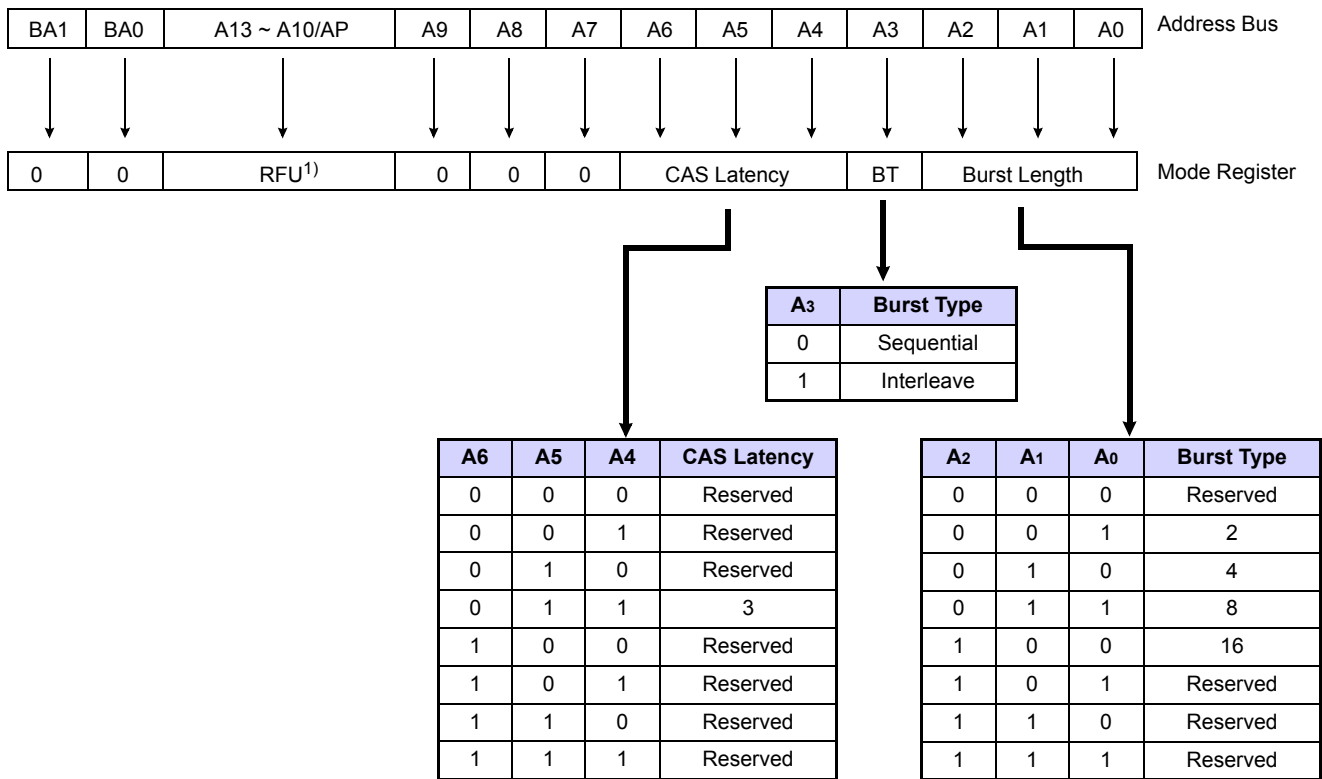 BA1 BA0 A13 ~ A10/AP A9 A8 A7 A6 A5 A4 A3 A2 A1 A0 Address Bus
0 0 RFU1) 0 0 0 CAS Latency BT Burst Length Mode Register
A3 Burst Type
0 Sequential
1 Interleave
A6 A5 A4 CAS Latency
0 0 0 Reserved
0 0 1 Reserved
0 1 0 Reserved
0 1 1 3
1 0 0 Reserved
1 0 1 Reserved
1 1 0 Reserved
1 1 1 Reserved
A2 A1 A0 Burst Type
0 0 0 Reserved
0 0 1 2
0 1 0 4
0 1 1 8
1 0 0 16
1 0 1 Reserved
1 1 0 Reserved
1 1 1 Reserved